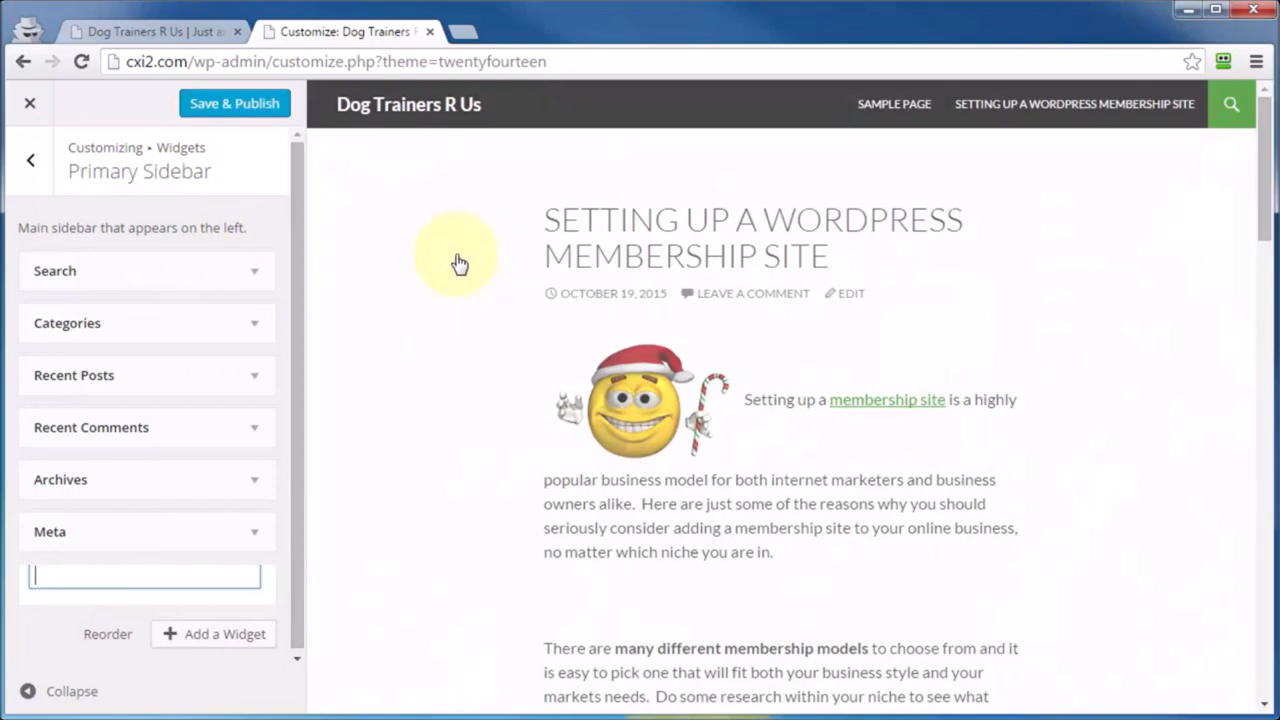 Dog Trainers R Us | Just a
Customize: Dog Trainers R
cxi2.com/wp-admin/customize.php?theme=twentyfourteen
Save & Publish
Customizing ▸ Widgets
Primary Sidebar
Main sidebar that appears on the left.
Search
Categories
Recent Posts
Recent Comments
Archives
Meta
Reorder
Add a Widget
Collapse
Dog Trainers R Us
SAMPLE PAGE
SETTING UP A WORDPRESS MEMBERSHIP SITE
SETTING UP A WORDPRESS
MEMBERSHIP SITE
OCTOBER 19, 2015 LEAVE A COMMENT EDIT
Setting up a membership site is a highly
popular business model for both internet marketers and business
owners alike. Here are just some of the reasons why you should
seriously consider adding a membership site to your online business,
no matter which niche you are in.
There are many different membership models to choose from and it
is easy to pick one that will fit both your business style and your
markets needs. Do some research within your niche to see what